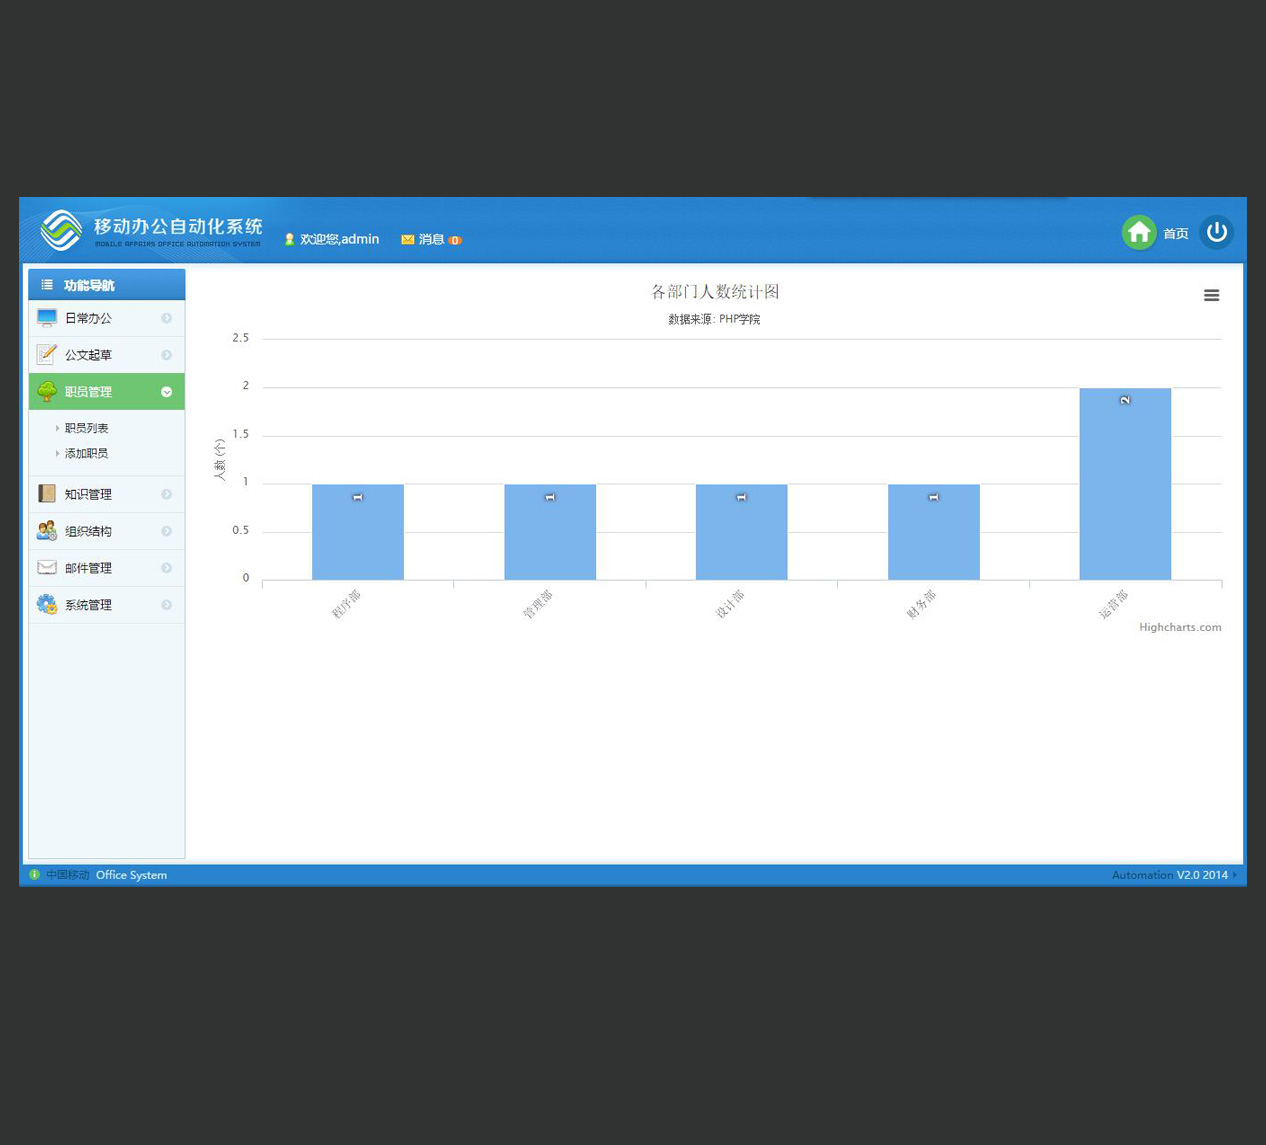 移动办公自动化系统
MOBILE AFFAIRS OFFICE AUTOMATION SYSTEM
欢迎您,admin
消息 0
首页
功能导航
日常办公
公文起草
职员管理
职员列表
添加职员
知识管理
组织结构
邮件管理
系统管理
各部门人数统计图
数据来源: PHP学院
人数 (个)
2.5
2
1.5
1
0.5
0
1
1
1
1
2
程序部
管理部
设计部
财务部
运营部
Highcharts.com
中国移动 Office System
Automation V2.0 2014